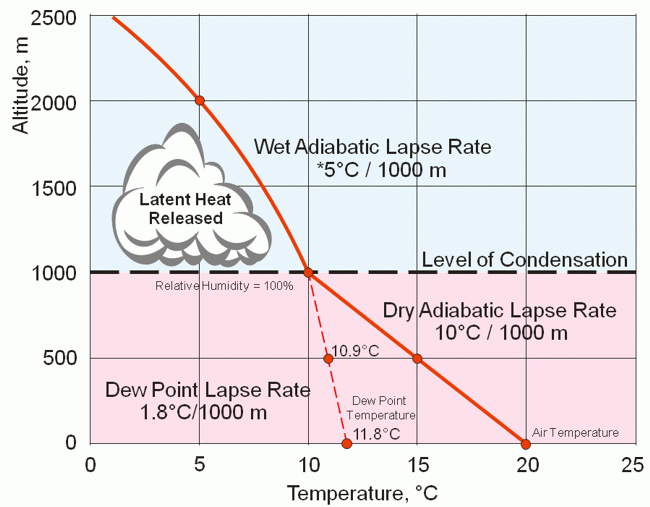 Altitude, m
2500
2000
1500
1000
500
0
Wet Adiabatic Lapse Rate
*5°C / 1000 m
Latent Heat
Released
Level of Condensation
Relative Humidity = 100%
Dry Adiabatic Lapse Rate
10°C / 1000 m
10.9°C
Dew Point Lapse Rate
1.8°C/1000 m
Dew Point
Temperature
11.8°C
Air Temperature
0 5 10 15 20 25
Temperature, °C